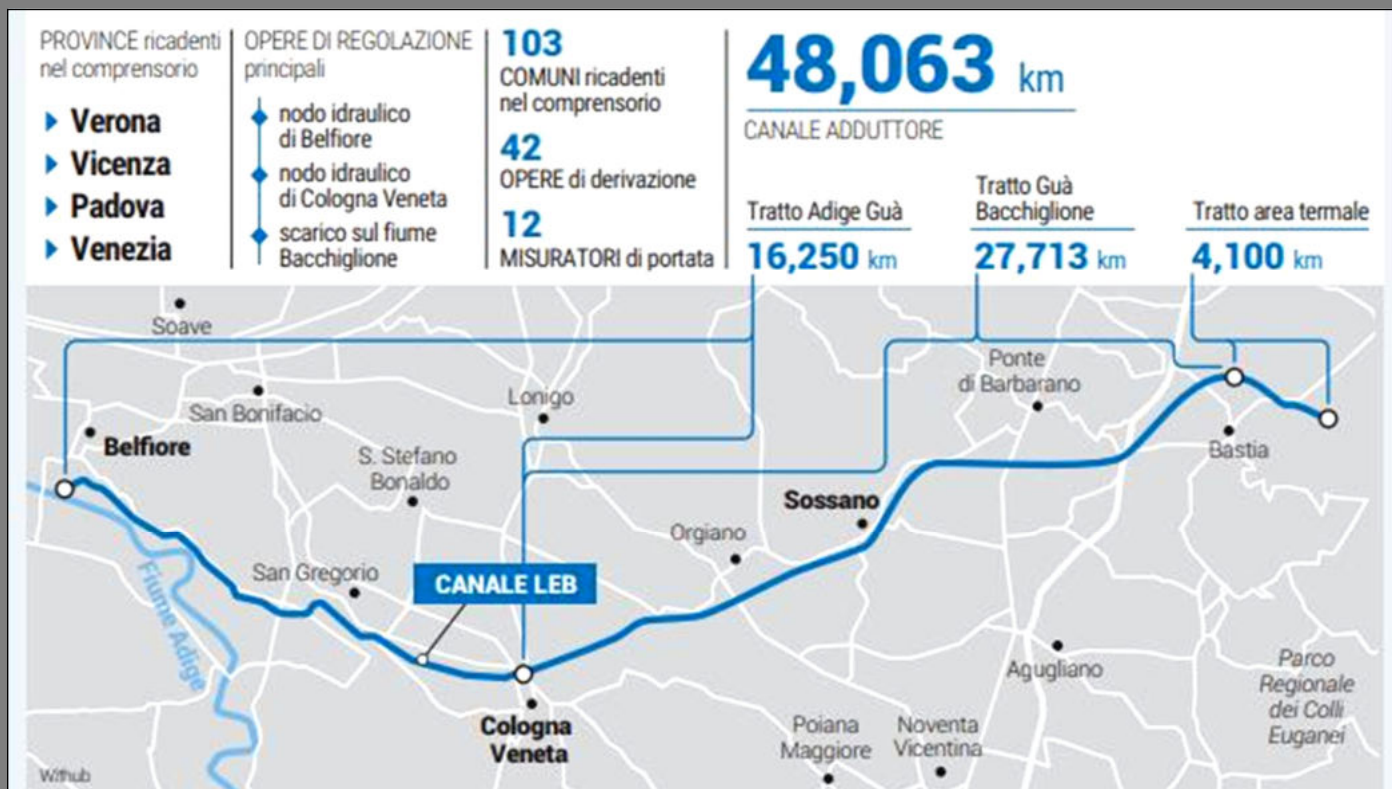 PROVINCE ricadenti
nel comprensorio
Verona
Vicenza
Padova
Venezia
OPERE DI REGOLAZIONE
principali
nodo idraulico
di Belfiore
nodo idraulico
di Cologna Veneta
scarico sul fiume
Bacchiglione
103
COMUNI ricadenti
nel comprensorio
42
OPERE di derivazione
12
MISURATORI di portata
48,063 km
CANALE ADDUTTORE
Tratto Adige Guà
16,250 km
Tratto Guà
Bacchiglione
27,713 km
Tratto area termale
4,100 km
Soave
San Bonifacio
Belfiore
Lonigo
S. Stefano
Bonaldo
Ponte
di Barbarano
Bastia
Sossano
Orgiano
San Gregorio
CANALE LEB
Fiume Adige
Cologna
Veneta
Agugliano
Poiana
Maggiore
Noventa
Vicentina
Parco
Regionale
dei Colli
Euganei
Withub